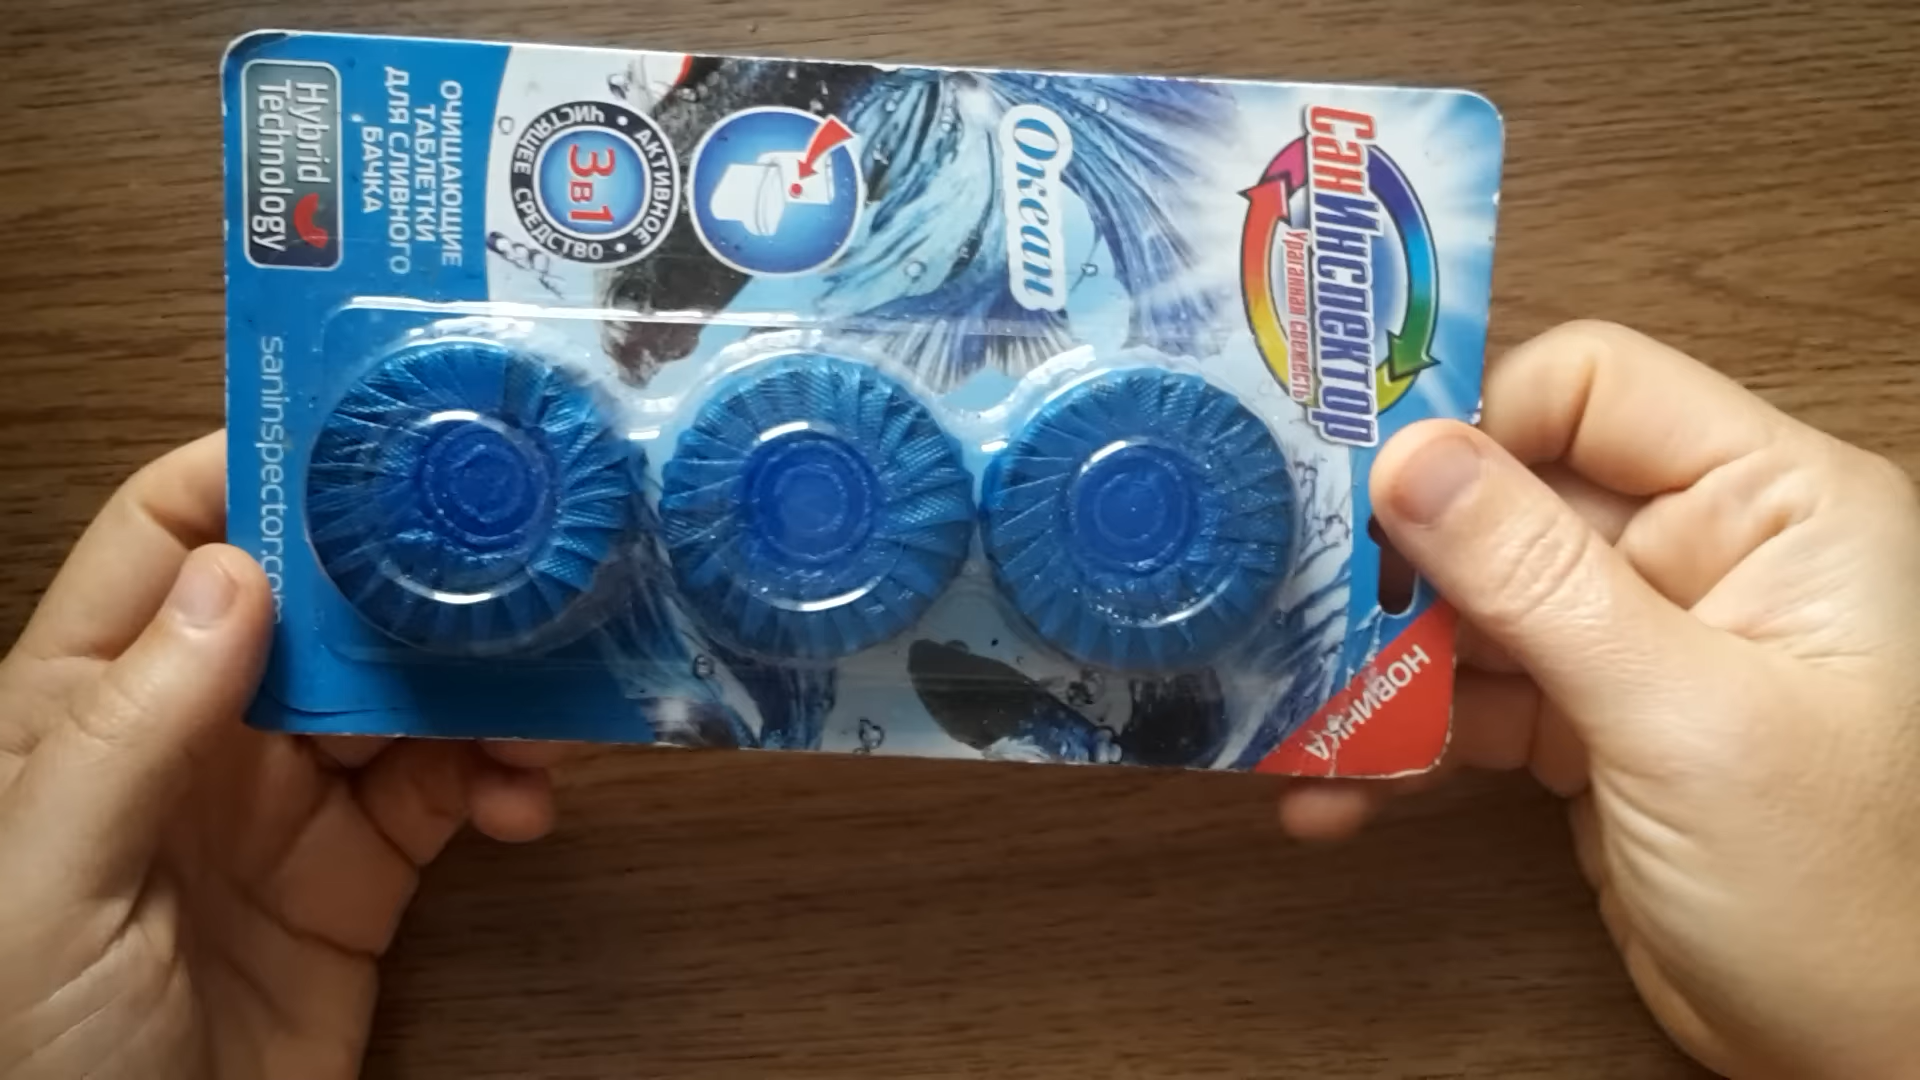 СанИнспектор
Ураганная свежесть
НОВИНКА
Океан
АКТИВНОЕ • ЧИСТЯЩЕЕ СРЕДСТВО •
3в1
ОЧИЩАЮЩИЕ
ТАБЛЕТКИ
ДЛЯ СЛИВНОГО
БАЧКА
Hybrid
Technology
saninspector.com